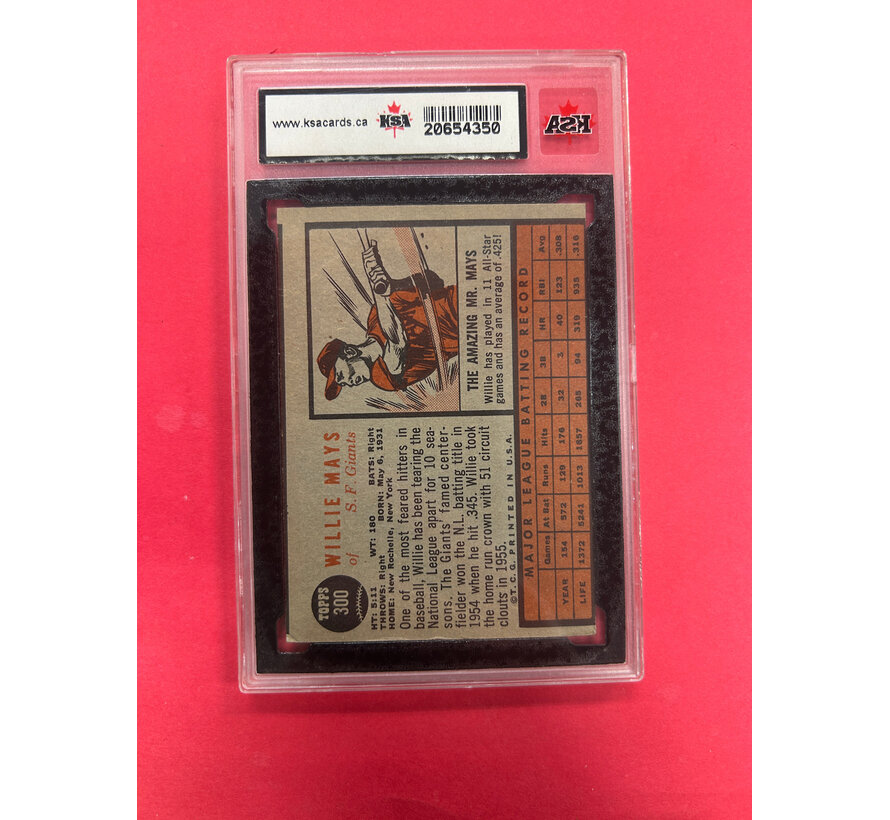 www.ksacards.ca
KSA
20654350
KSA
TOPPS
300
WILLIE MAYS
of S. F. Giants
HT: 5:11 WT: 180 BATS: Right
THROWS: Right BORN: May 6, 1931
HOME: New Rochelle, New York
One of the most feared hitters in
baseball, Willie has been tearing the
National League apart for 10 sea-
sons. The Giants' famed center-
fielder won the N.L. batting title in
1954 when he hit .345. Willie took
the home run crown with 51 circuit
clouts in 1955.
©T.C.G. PRINTED IN U.S.A.
THE AMAZING MR. MAYS
Willie has played in 11 All-Star
games and has an average of .425!
MAJOR LEAGUE BATTING RECORD
Games At Bat Runs Hits 2B 3B HR RBI Avg
YEAR 154 572 129 176 32 3 40 123 .308
LIFE 1372 5241 1013 1657 265 94 319 935 .316